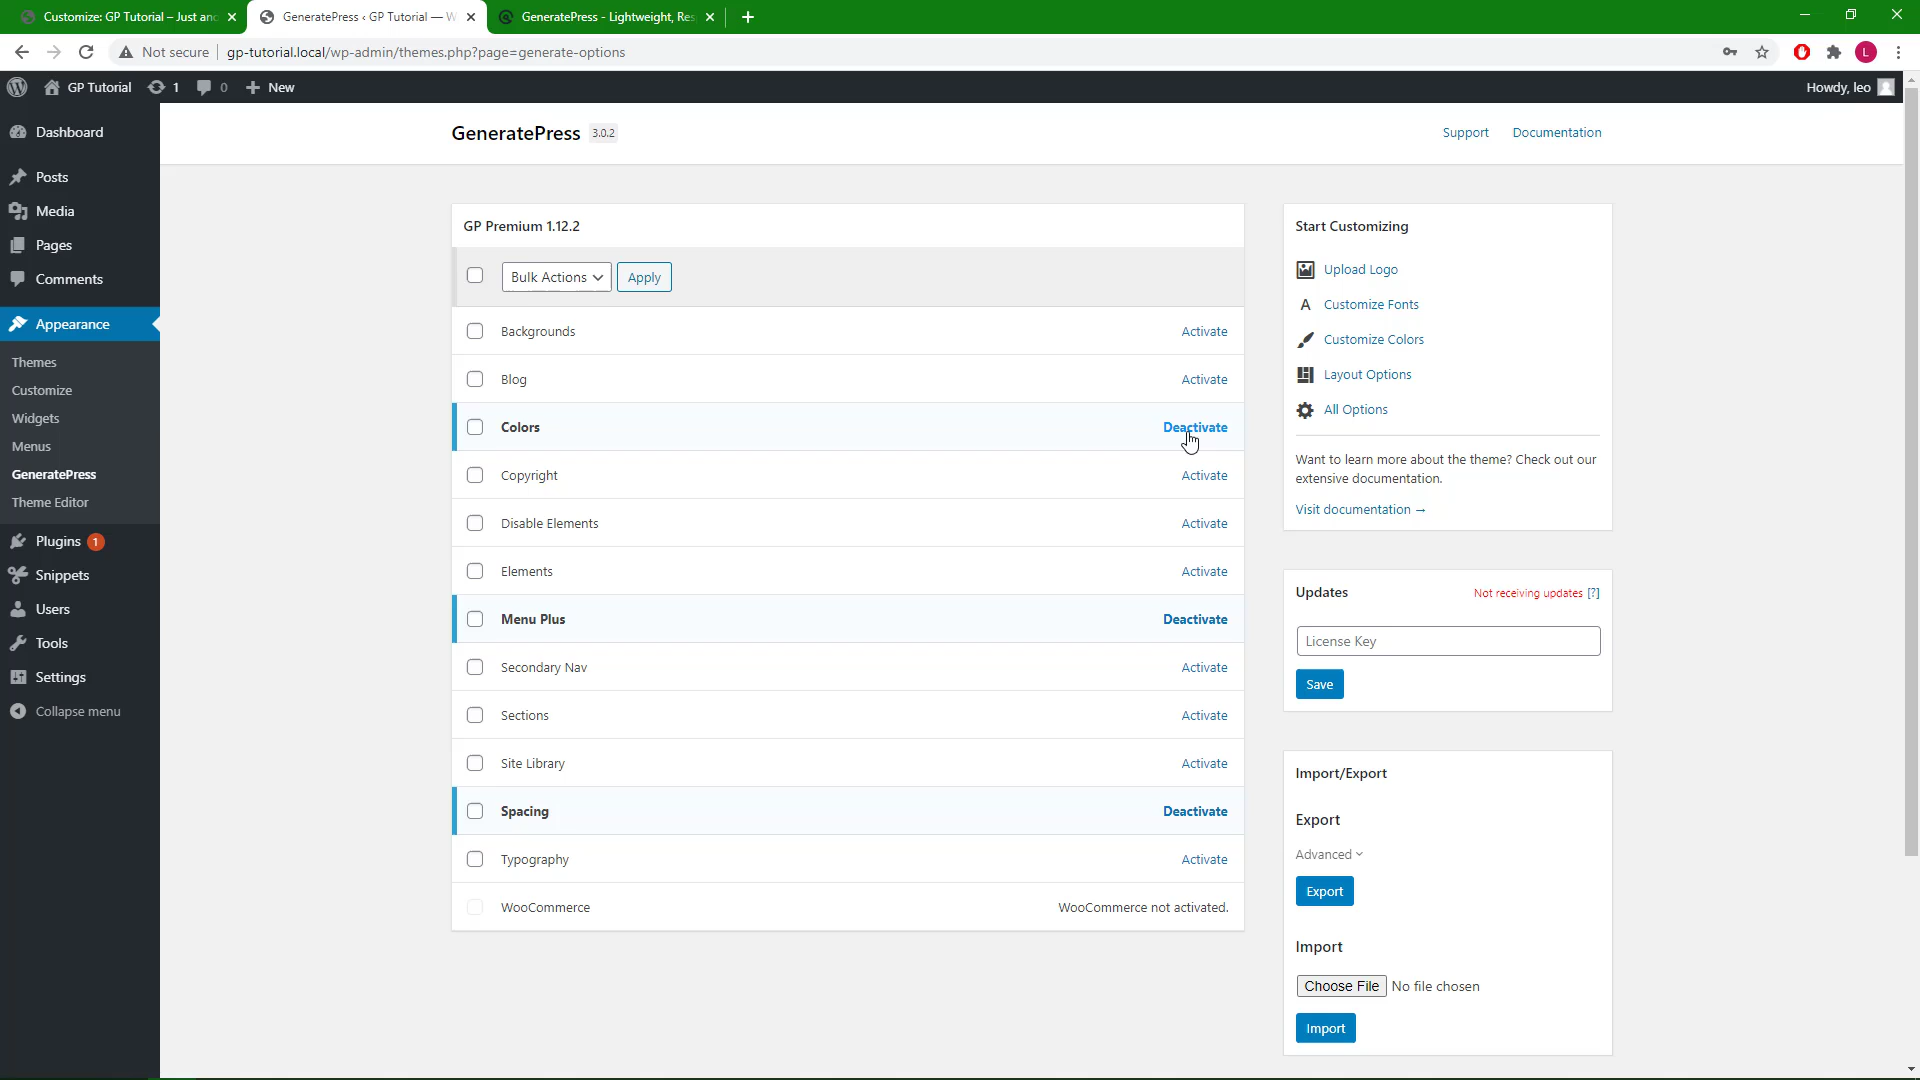 Customize: GP Tutorial – Just an
GeneratePress ‹ GP Tutorial — W
GeneratePress - Lightweight, Res
Not secure
gp-tutorial.local/wp-admin/themes.php?page=generate-options
L
GP Tutorial
1
0
New
Howdy, leo
Dashboard
Posts
Media
Pages
Comments
Appearance
Themes
Customize
Widgets
Menus
GeneratePress
Theme Editor
Plugins 1
Snippets
Users
Tools
Settings
Collapse menu
GeneratePress 3.0.2
Support
Documentation
GP Premium 1.12.2
Bulk Actions
Apply
Backgrounds Activate
Blog Activate
Colors Deactivate
Copyright Activate
Disable Elements Activate
Elements Activate
Menu Plus Deactivate
Secondary Nav Activate
Sections Activate
Site Library Activate
Spacing Deactivate
Typography Activate
WooCommerce WooCommerce not activated.
Start Customizing
Upload Logo
A Customize Fonts
Customize Colors
Layout Options
All Options
Want to learn more about the theme? Check out our
extensive documentation.
Visit documentation →
Updates Not receiving updates [?]
License Key
Save
Import/Export
Export
Advanced
Export
Import
Choose File No file chosen
Import